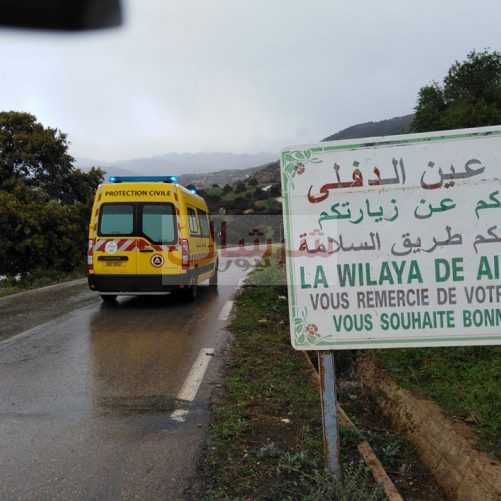 PROTECTION CIVILE
عين الدفلى
كم عن زيارتكم
كم طريق السلامة
LA WILAYA DE AI
VOUS REMERCIE DE VOT
VOUS SOUHAITE BONN